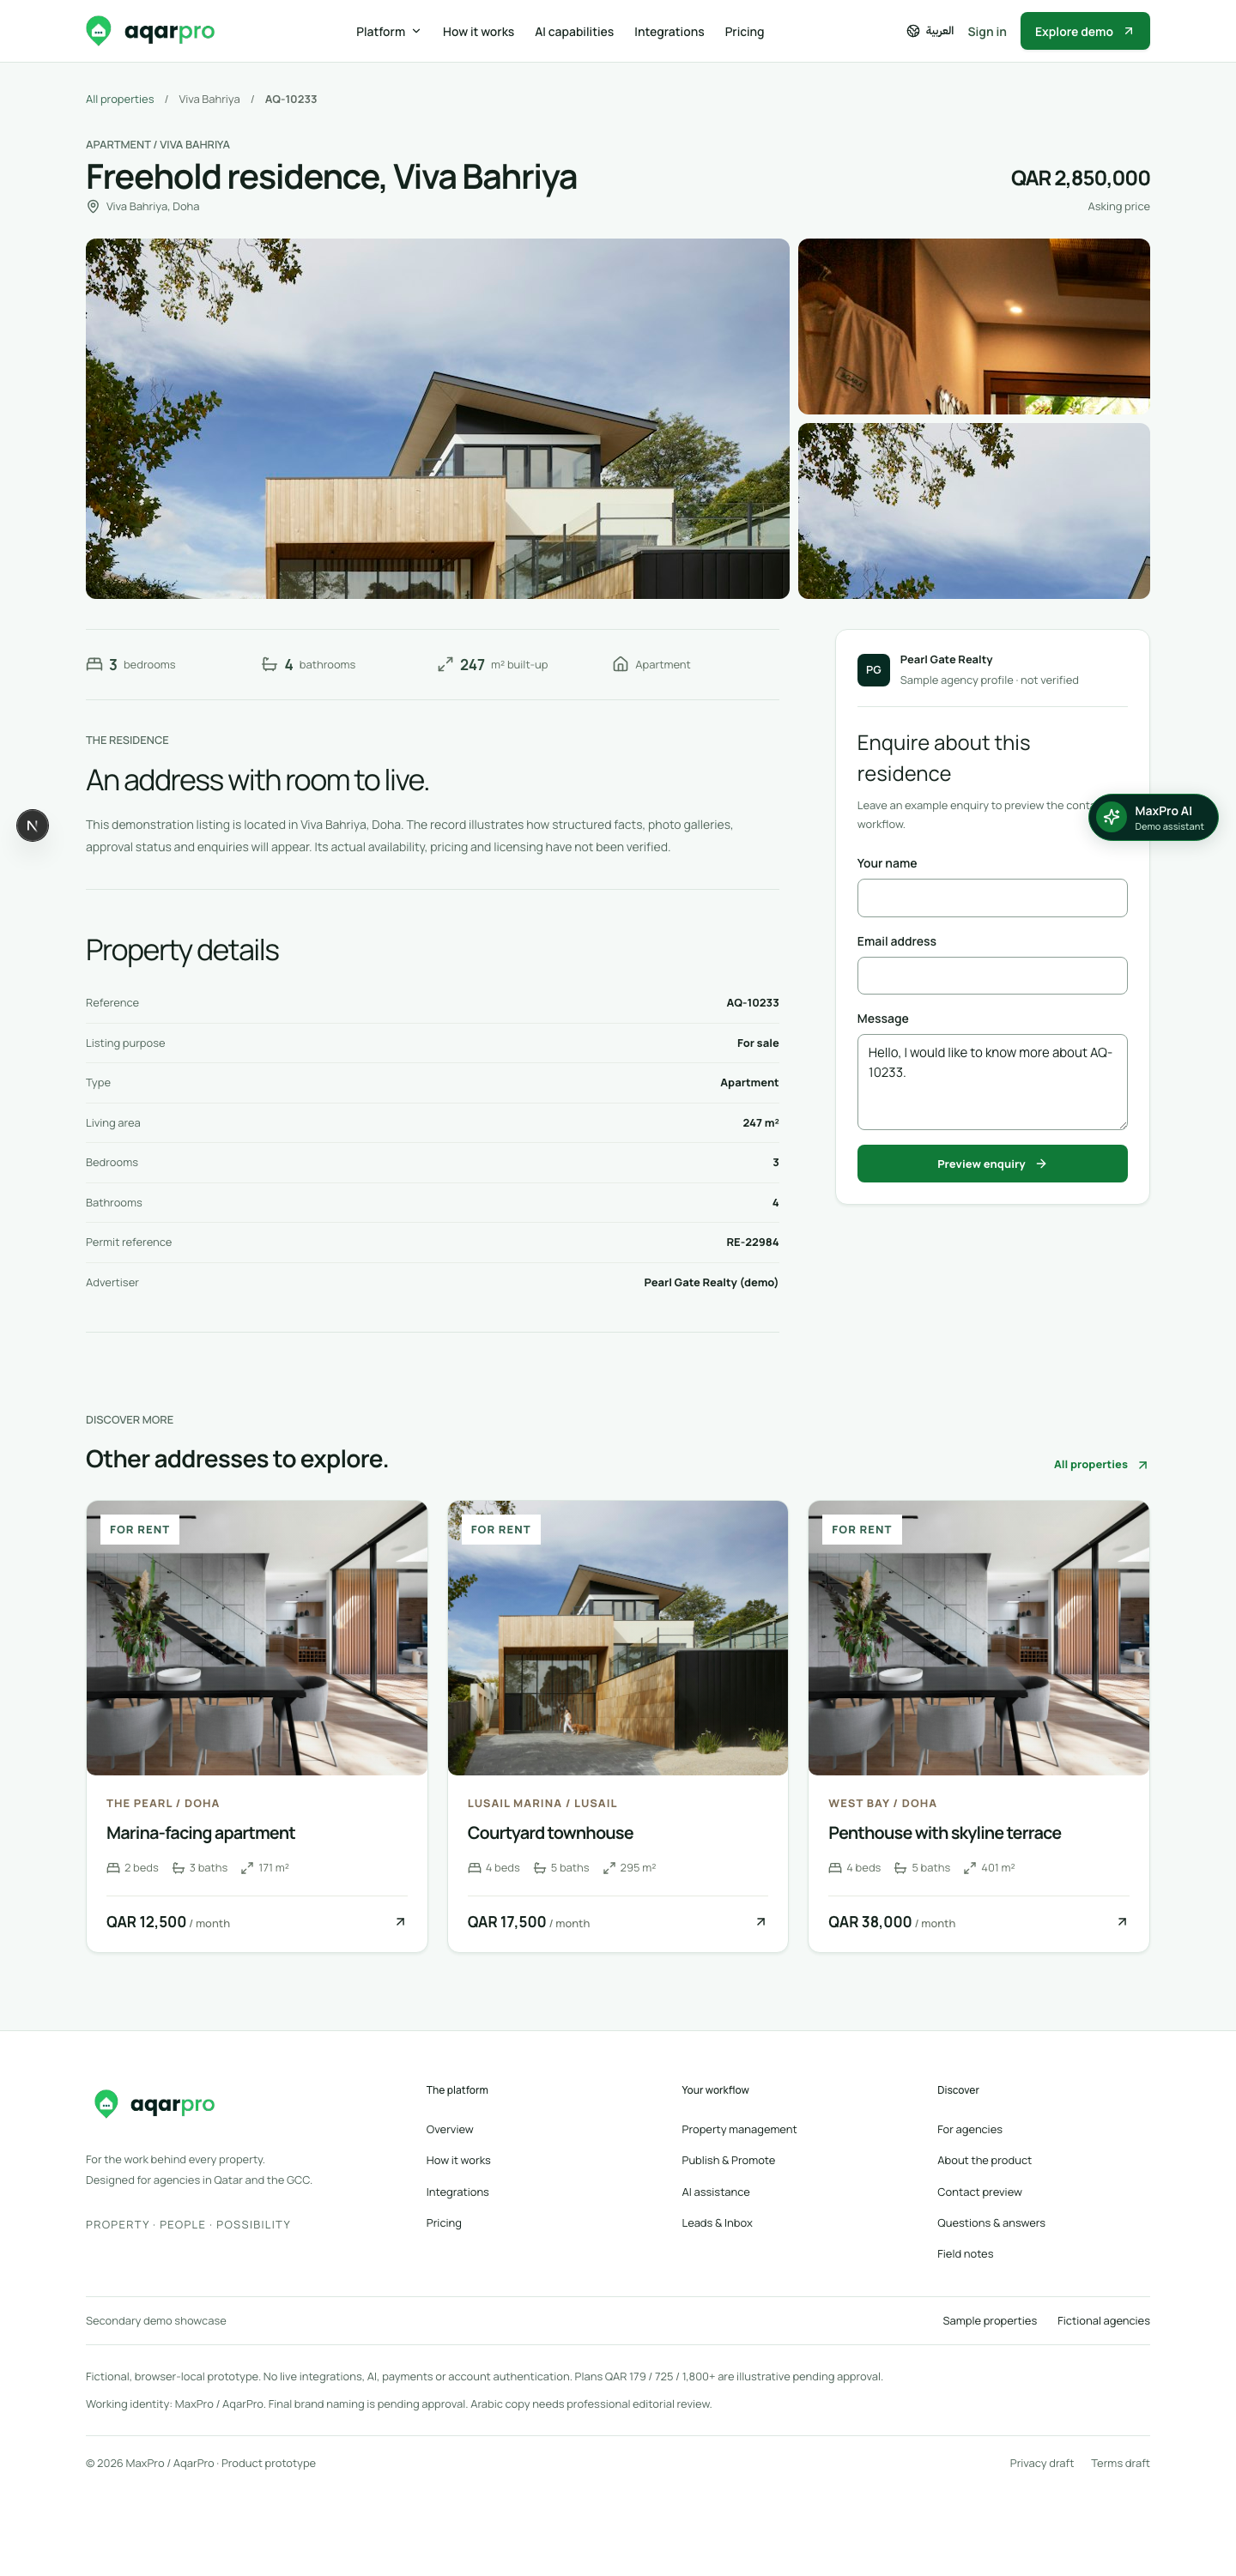 aqarpro
Platform
How it works
AI capabilities
Integrations
Pricing
العربية
Sign in
Explore demo
All properties / Viva Bahriya / AQ-10233
APARTMENT / VIVA BAHRIYA
Freehold residence, Viva Bahriya
QAR 2,850,000
Viva Bahriya, Doha
Asking price
3 bedrooms
4 bathrooms
247 m² built-up
Apartment
THE RESIDENCE
An address with room to live.
This demonstration listing is located in Viva Bahriya, Doha. The record illustrates how structured facts, photo galleries,
approval status and enquiries will appear. Its actual availability, pricing and licensing have not been verified.
Property details
Reference AQ-10233
Listing purpose For sale
Type Apartment
Living area 247 m²
Bedrooms 3
Bathrooms 4
Permit reference RE-22984
Advertiser Pearl Gate Realty (demo)
PG
Pearl Gate Realty
Sample agency profile · not verified
Enquire about this
residence
Leave an example enquiry to preview the
workflow.
MaxPro AI
Demo assistant
Your name
Email address
Message
Hello, I would like to know more about AQ-
10233.
Preview enquiry
DISCOVER MORE
Other addresses to explore.
All properties
FOR RENT
THE PEARL / DOHA
Marina-facing apartment
2 beds 3 baths 171 m²
QAR 12,500 / month
FOR RENT
LUSAIL MARINA / LUSAIL
Courtyard townhouse
4 beds 5 baths 295 m²
QAR 17,500 / month
FOR RENT
WEST BAY / DOHA
Penthouse with skyline terrace
4 beds 5 baths 401 m²
QAR 38,000 / month
aqarpro
For the work behind every property.
Designed for agencies in Qatar and the GCC.
PROPERTY · PEOPLE · POSSIBILITY
The platform
Overview
How it works
Integrations
Pricing
Your workflow
Property management
Publish & Promote
AI assistance
Leads & Inbox
Discover
For agencies
About the product
Contact preview
Questions & answers
Field notes
Secondary demo showcase
Sample properties
Fictional agencies
Fictional, browser-local prototype. No live integrations, AI, payments or account authentication. Plans QAR 179 / 725 / 1,800+ are illustrative pending approval.
Working identity: MaxPro / AqarPro. Final brand naming is pending approval. Arabic copy needs professional editorial review.
© 2026 MaxPro / AqarPro · Product prototype
Privacy draft
Terms draft